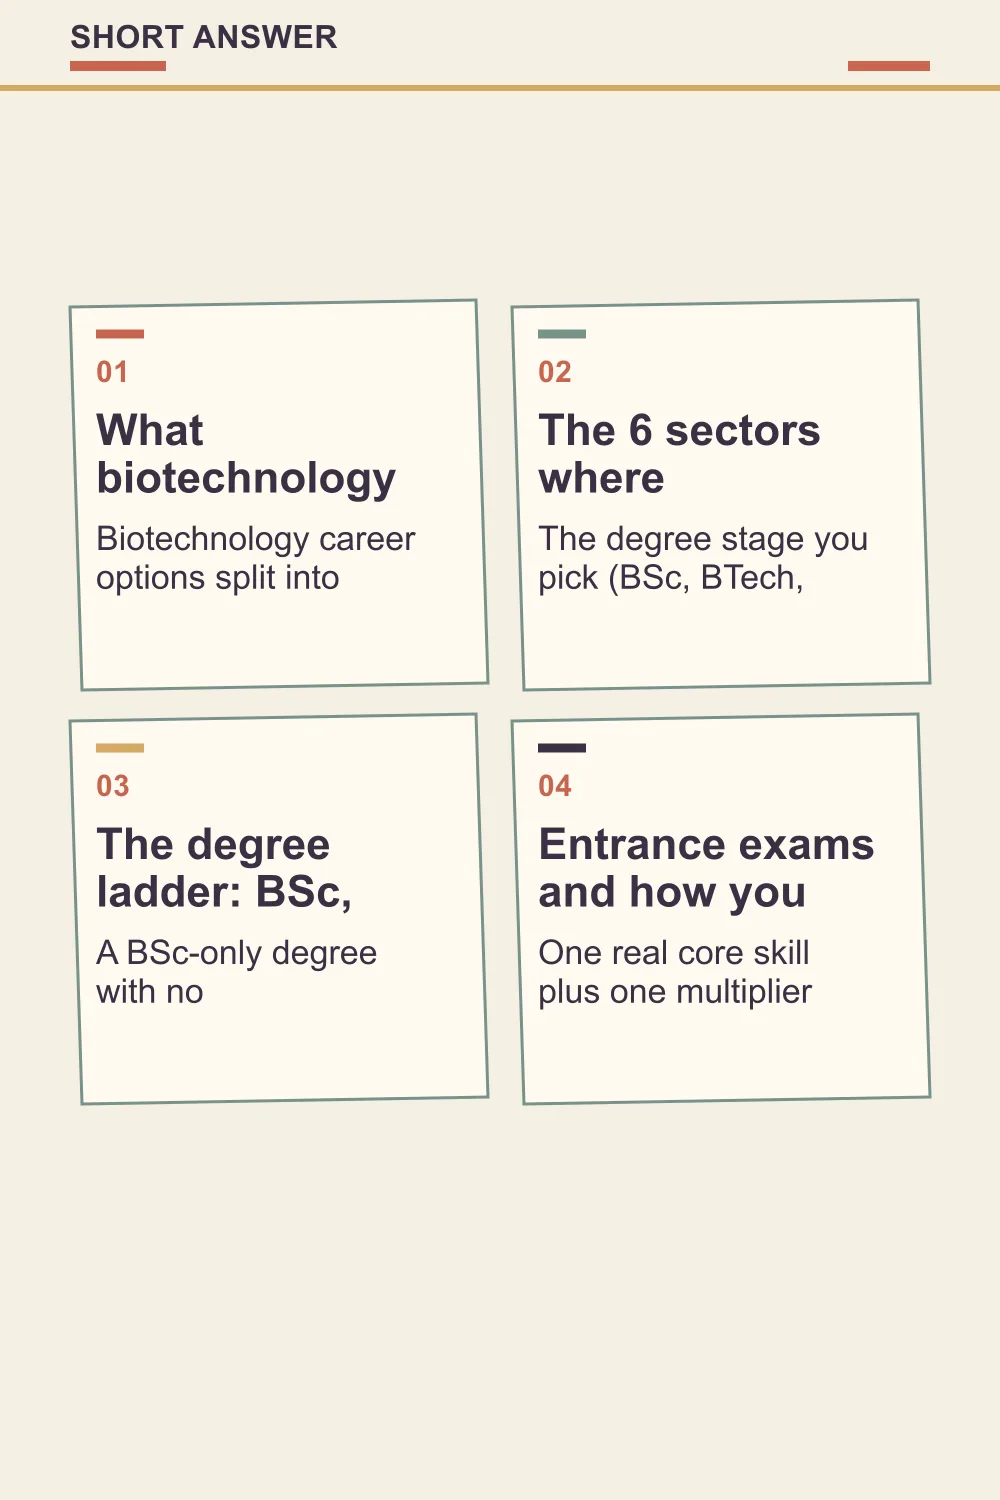 SHORT ANSWER
01
What
biotechnology
Biotechnology career
options split into
02
The 6 sectors
where
The degree stage you
pick (BSc, BTech,
03
The degree
ladder: BSc,
A BSc-only degree
with no
04
Entrance exams
and how you
One real core skill
plus one multiplier